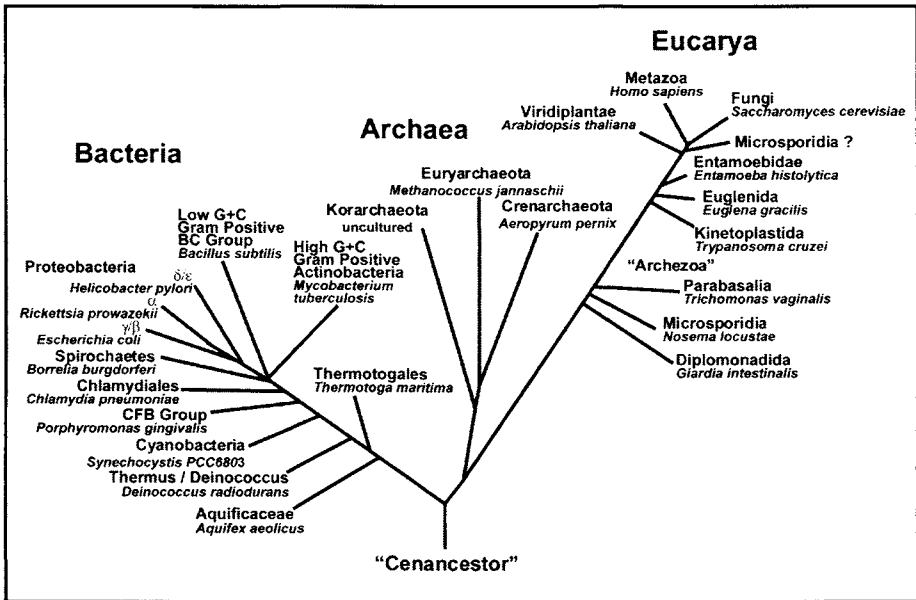 Eucarya
Metazoa
Homo sapiens
Fungi
Saccharomyces cerevisiae
Viridiplantae
Arabidopsis thaliana
Microsporidia ?
Entamoebidae
Entamoeba histolytica
Euglenida
Euglena gracilis
Kinetoplastida
Trypanosoma cruzei
"Archezoa"
Parabasalia
Trichomonas vaginalis
Microsporidia
Nosema locustae
Diplomonadida
Giardia intestinalis
Archaea
Euryarchaeota
Methanococcus jannaschii
Korarchaeota
uncultured
Crenarchaeota
Aeropyrum pernix
Bacteria
Low G+C
Gram Positive
BC Group
Bacillus subtilis
High G+C
Gram Positive
Actinobacteria
Mycobacterium
tuberculosis
Proteobacteria
δ/ε
Helicobacter pylori
α
Rickettsia prowazekii
γ/β
Escherichia coli
Spirochaetes
Borrelia burgdorferi
Chlamydiales
Chlamydia pneumoniae
CFB Group
Porphyromonas gingivalis
Cyanobacteria
Synechocystis PCC6803
Thermus / Deinococcus
Deinococcus radiodurans
Aquificaceae
Aquifex aeolicus
Thermotogales
Thermotoga maritima
"Cenancestor"